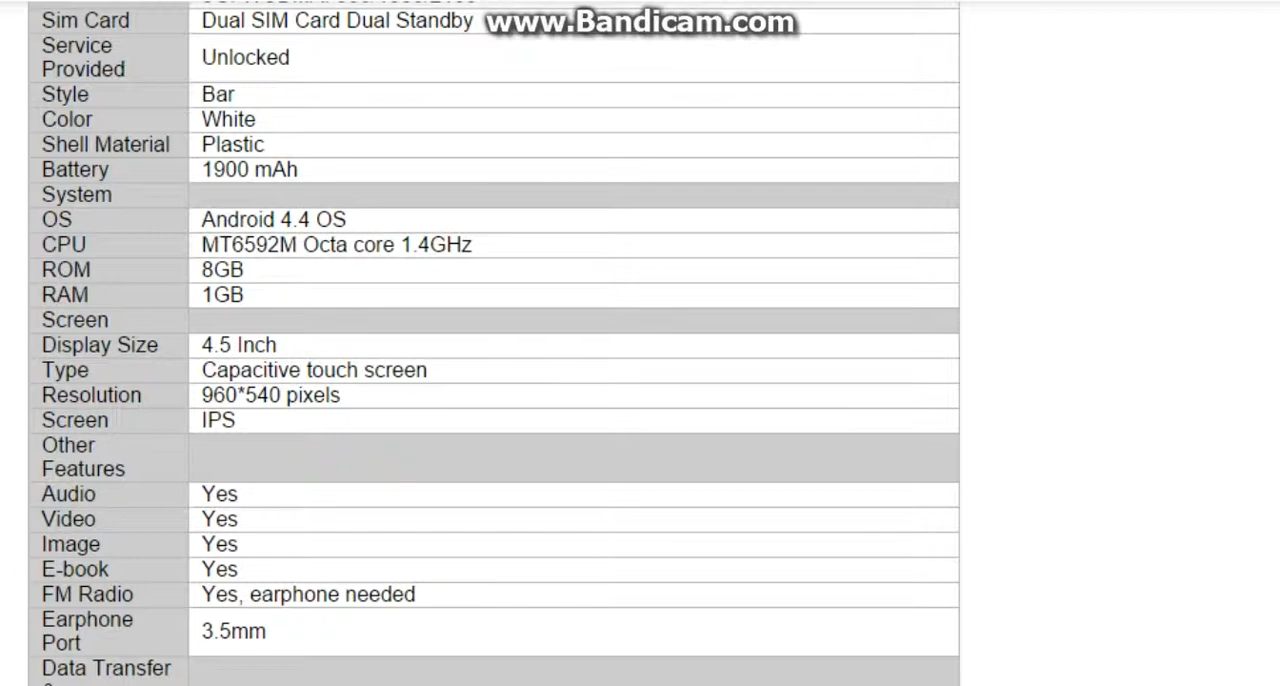 Sim Card Dual SIM Card Dual Standby
www.Bandicam.com
Service
Provided
Unlocked
Style Bar
Color White
Shell Material Plastic
Battery 1900 mAh
System
OS Android 4.4 OS
CPU MT6592M Octa core 1.4GHz
ROM 8GB
RAM 1GB
Screen
Display Size 4.5 Inch
Type Capacitive touch screen
Resolution 960*540 pixels
Screen IPS
Other
Features
Audio Yes
Video Yes
Image Yes
E-book Yes
FM Radio Yes, earphone needed
Earphone
Port
3.5mm
Data Transfer